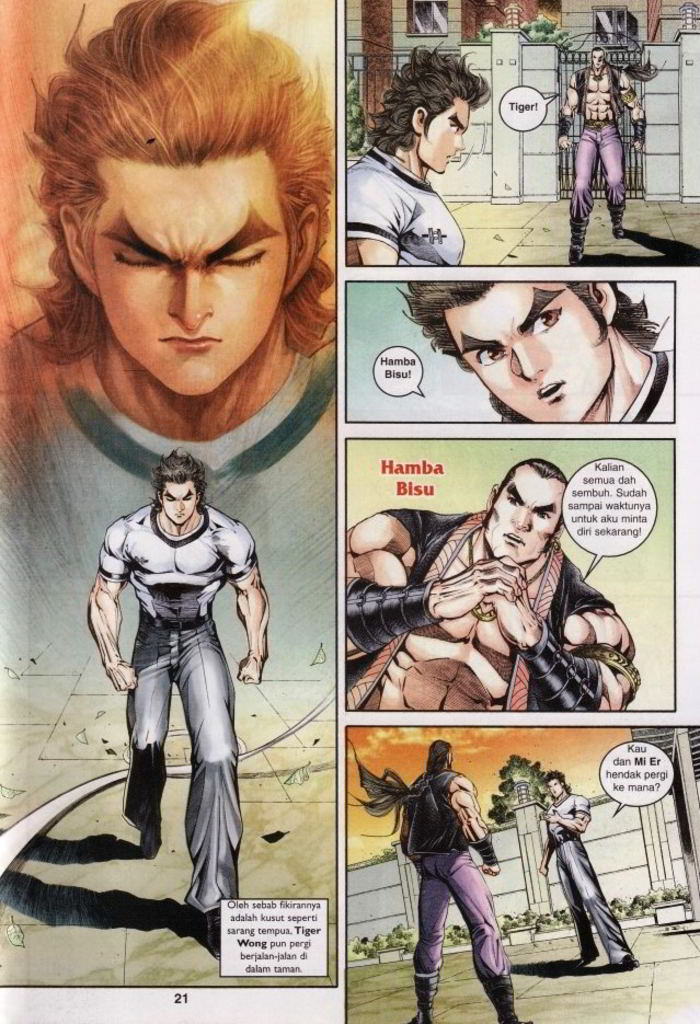 Oleh sebab fikirannya
adalah kusut seperti
sarang tempua, Tiger
Wong pun pergi
berjalan-jalan di
dalam taman.
21
Tiger!
H
Hamba
Bisu!
Hamba
Bisu
Kalian
semua dah
sembuh. Sudah
sampai waktunya
untuk aku minta
diri sekarang!
Kau
dan Mi Er
hendak pergi
ke mana?